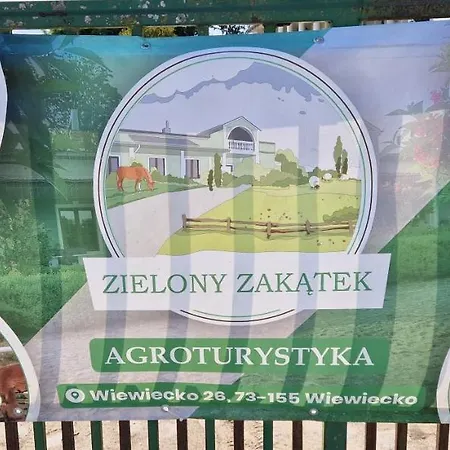 ZIELONY ZAKĄTEK
AGROTURYSTYKA
Wiewiecko 26, 73-155 Wiewiecko